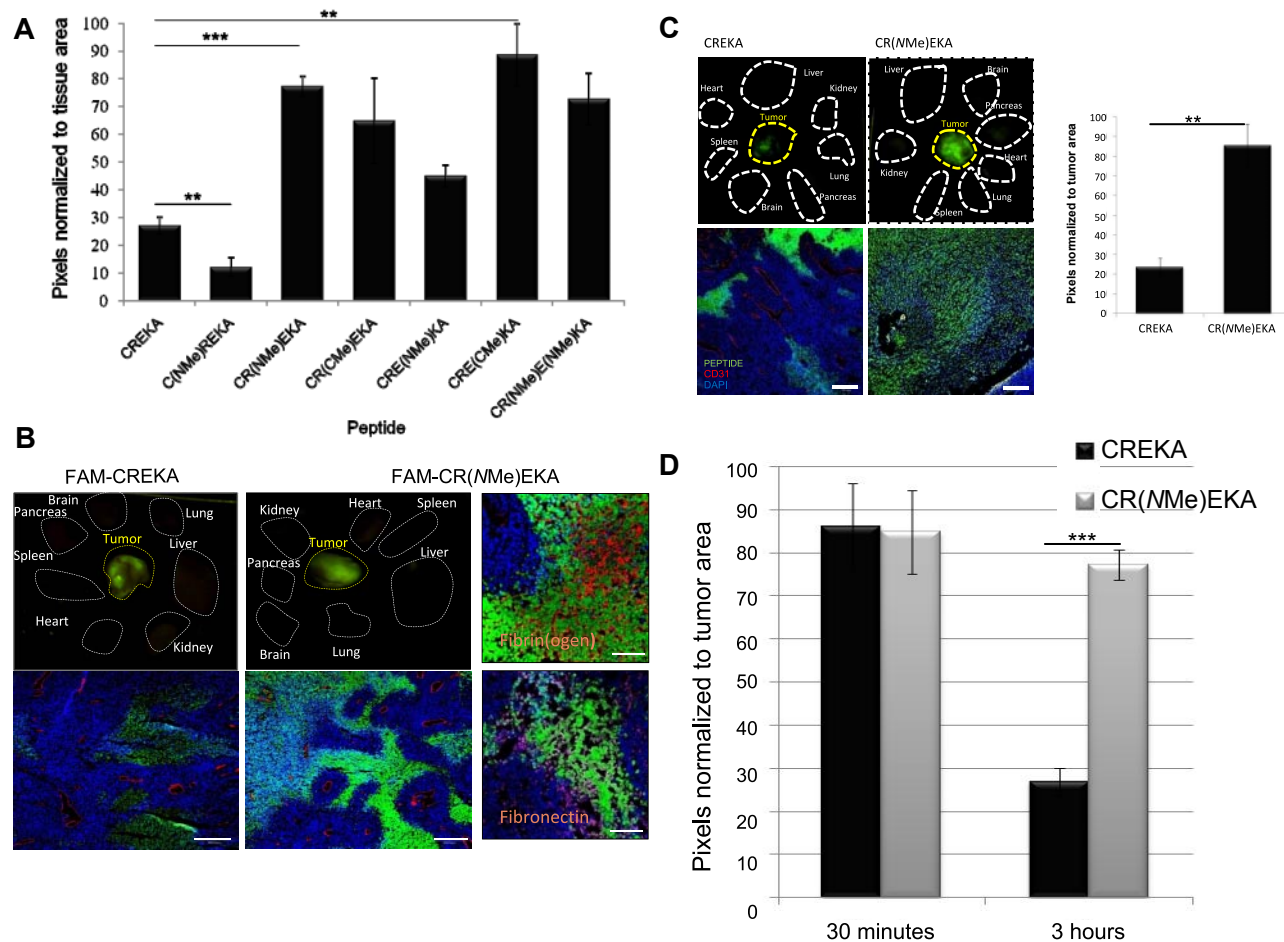 A
Pixels normalized to tissue area
100
90
80
70
60
50
40
30
20
10
0
**
***
**
CREKA
C(NMe)REKA
CR(NMe)EKA
CR(CMe)EKA
CRE(NMe)KA
CRE(CMe)KA
CR(NMe)E(NMe)KA
Peptide
B
FAM-CREKA
FAM-CR(NMe)EKA
Brain
Pancreas
Lung
Tumor
Liver
Spleen
Heart
Kidney
Kidney
Heart
Spleen
Tumor
Pancreas
Liver
Brain
Lung
Fibrin(ogen)
Fibronectin
C
CREKA
CR(NMe)EKA
Liver
Heart
Kidney
Tumor
Spleen
Lung
Brain
Pancreas
Liver
Brain
Pancreas
Tumor
Kidney
Heart
Lung
Spleen
PEPTIDE
CD31
DAPI
Pixels normalized to tumor area
100
90
80
70
60
50
40
30
20
10
0
**
CREKA
CR(NMe)EKA
D
CREKA
CR(NMe)EKA
Pixels normalized to tumor area
100
90
80
70
60
50
40
30
20
10
0
***
30 minutes
3 hours